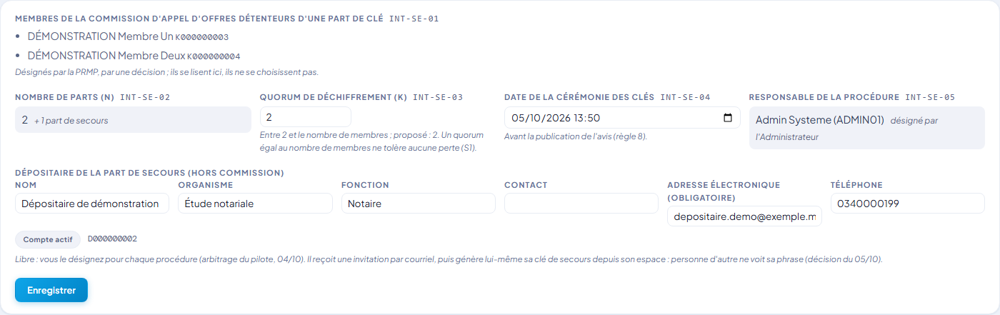 MEMBRES DE LA COMMISSION D'APPEL D'OFFRES DÉTENTEURS D'UNE PART DE CLÉ INT-SE-01
• DÉMONSTRATION Membre Un K000000003
• DÉMONSTRATION Membre Deux K000000004
Désignés par la PRMP, par une décision ; ils se lisent ici, ils ne se choisissent pas.
NOMBRE DE PARTS (N) INT-SE-02
2 + 1 part de secours
QUORUM DE DÉCHIFFREMENT (K) INT-SE-03
2
Entre 2 et le nombre de membres ; proposé : 2. Un quorum
égal au nombre de membres ne tolère aucune perte (S1).
DATE DE LA CÉRÉMONIE DES CLÉS INT-SE-04
05/10/2026 13:50
Avant la publication de l'avis (règle 8).
RESPONSABLE DE LA PROCÉDURE INT-SE-05
Admin Systeme (ADMIN01) désigné par
l'Administrateur
DÉPOSITAIRE DE LA PART DE SECOURS (HORS COMMISSION)
NOM
Dépositaire de démonstration
ORGANISME
Étude notariale
FONCTION
Notaire
CONTACT
ADRESSE ÉLECTRONIQUE
(OBLIGATOIRE)
depositaire.demo@exemple.m
TÉLÉPHONE
0340000199
Compte actif D000000002
Libre : vous le désignez pour chaque procédure (arbitrage du pilote, 04/10). Il reçoit une invitation par courriel, puis génère lui-même sa clé de secours depuis son espace : personne d'autre ne voit sa phrase (décision du 05/10).
Enregistrer